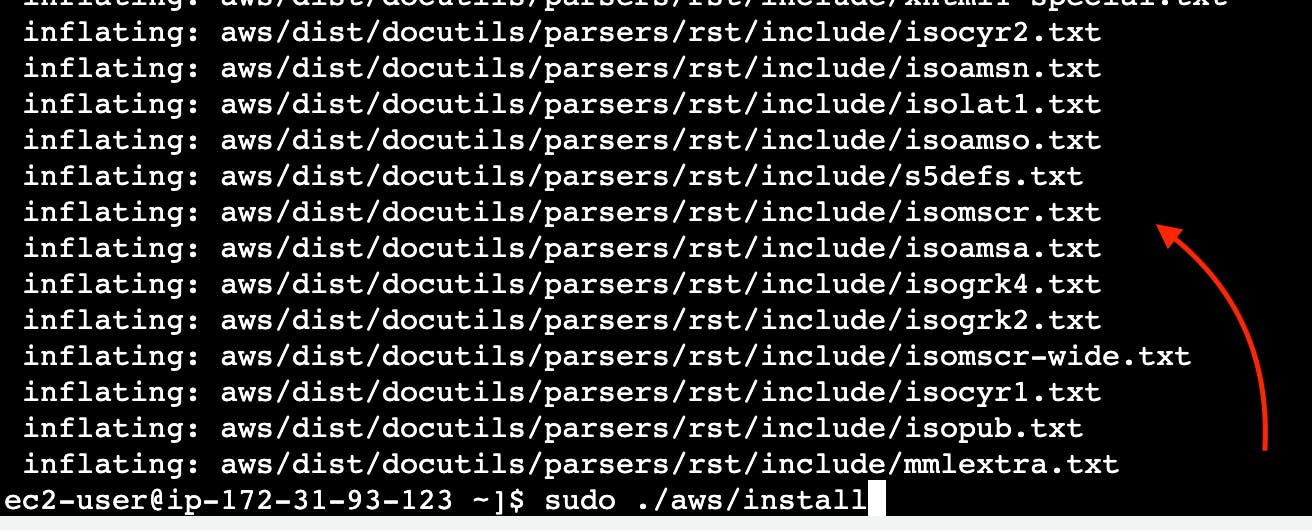 inflating: aws/dist/docutils/parsers/rst/include/xhtml1-special.txt
inflating: aws/dist/docutils/parsers/rst/include/isocyr2.txt
inflating: aws/dist/docutils/parsers/rst/include/isoamsn.txt
inflating: aws/dist/docutils/parsers/rst/include/isolat1.txt
inflating: aws/dist/docutils/parsers/rst/include/isoamso.txt
inflating: aws/dist/docutils/parsers/rst/include/s5defs.txt
inflating: aws/dist/docutils/parsers/rst/include/isomscr.txt
inflating: aws/dist/docutils/parsers/rst/include/isoamsa.txt
inflating: aws/dist/docutils/parsers/rst/include/isogrk4.txt
inflating: aws/dist/docutils/parsers/rst/include/isogrk2.txt
inflating: aws/dist/docutils/parsers/rst/include/isomscr-wide.txt
inflating: aws/dist/docutils/parsers/rst/include/isocyr1.txt
inflating: aws/dist/docutils/parsers/rst/include/isopub.txt
inflating: aws/dist/docutils/parsers/rst/include/mmlextra.txt
ec2-user@ip-172-31-93-123 ~]$ sudo ./aws/install